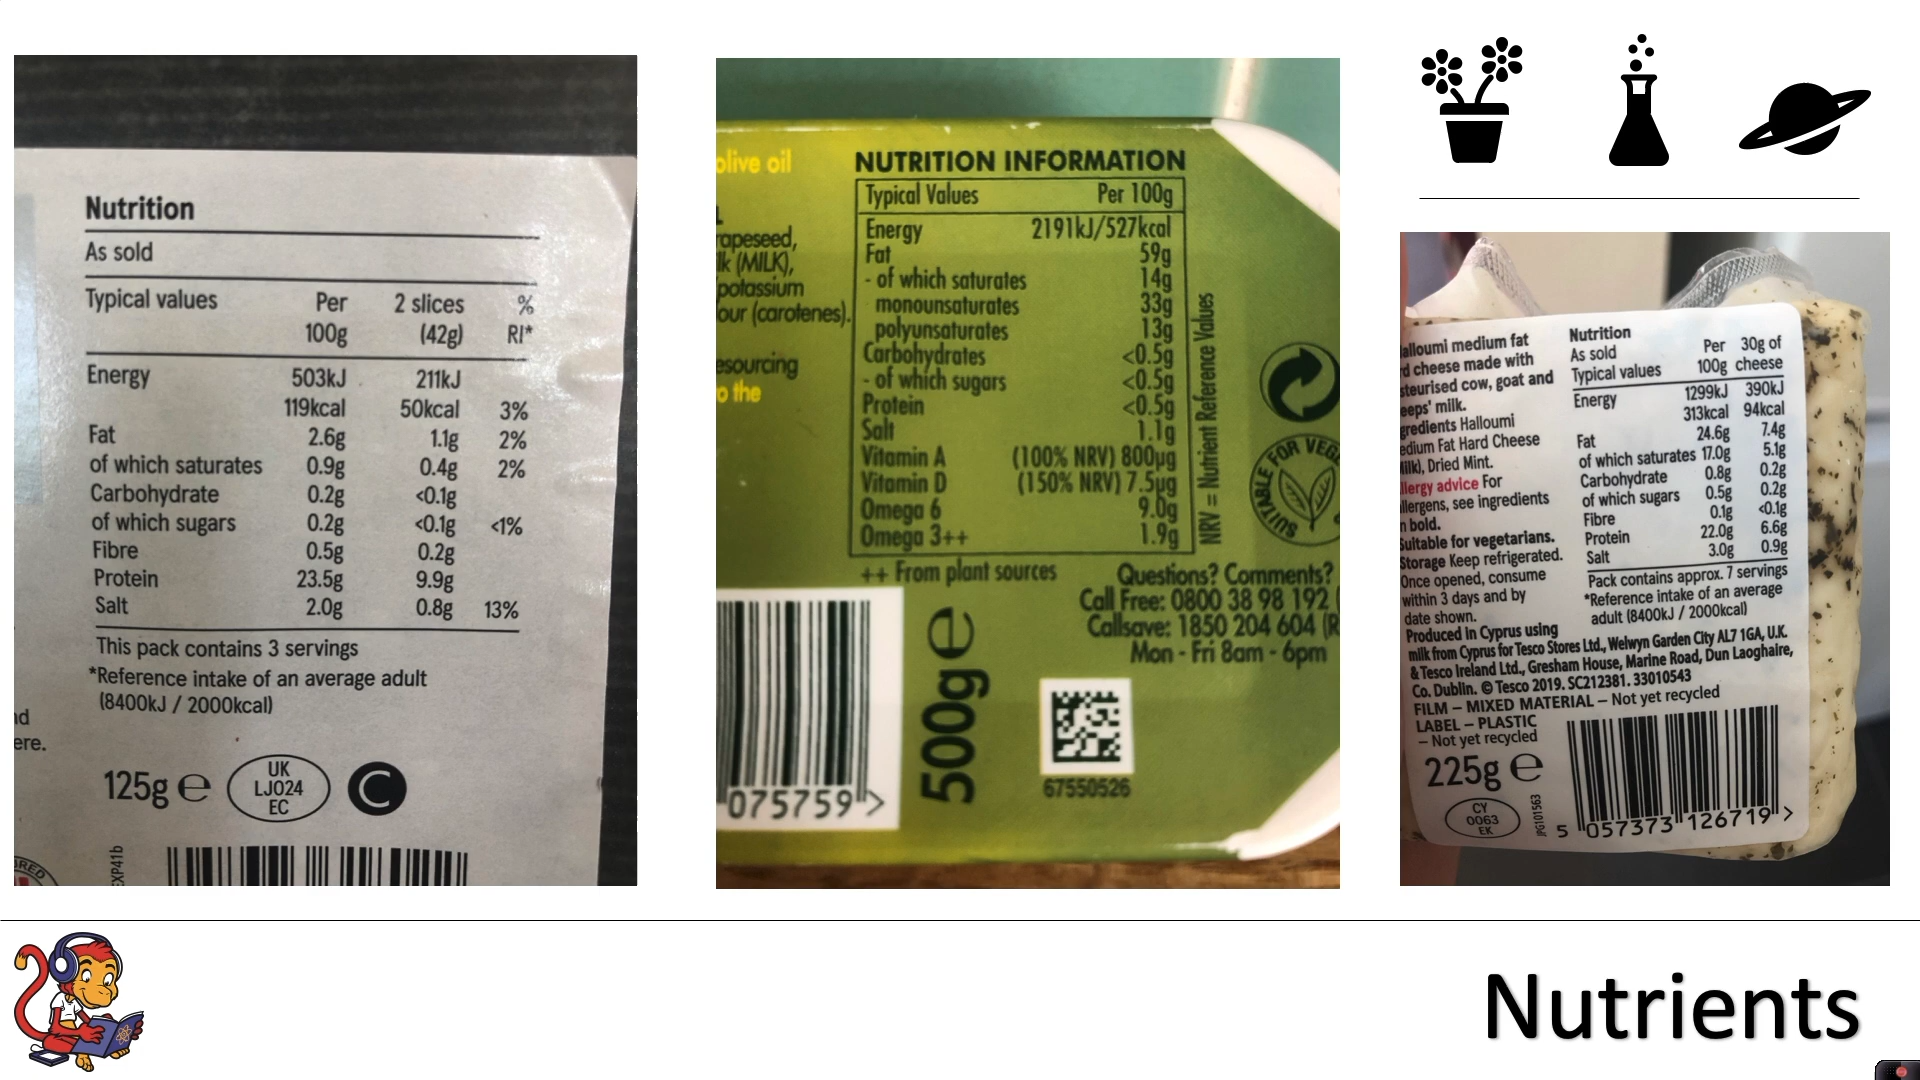 Nutrition
As sold
Typical values Per 100g 2 slices (42g) % RI*
Energy 503kJ 211kJ
119kcal 50kcal 3%
Fat 2.6g 1.1g 2%
of which saturates 0.9g 0.4g 2%
Carbohydrate 0.2g <0.1g
of which sugars 0.2g <0.1g <1%
Fibre 0.5g 0.2g
Protein 23.5g 9.9g
Salt 2.0g 0.8g 13%
This pack contains 3 servings
*Reference intake of an average adult
(8400kJ / 2000kcal)
ere.
125g e
UK
LJ024
EC
C
EXP41b
olive oil
rapeseed,
lk (MILK),
potassium
our (carotenes).
esourcing
o the
NUTRITION INFORMATION
Typical Values Per 100g
Energy 2191kJ/527kcal
Fat 59g
- of which saturates 14g
monounsaturates 33g
polyunsaturates 13g
Carbohydrates <0.5g
- of which sugars <0.5g
Protein <0.5g
Salt 1.1g
Vitamin A (100% NRV) 800µg
Vitamin D (150% NRV) 7.5µg
Omega 6 9.0g
Omega 3++ 1.9g
NRV = Nutrient Reference Values
SUITABLE FOR VEGE
++ From plant sources
Questions? Comments?
Call Free: 0800 38 98 192
Callsave: 1850 204 604 (R
Mon - Fri 8am - 6pm
500g e
075759 >
67550526
alloumi medium fat
rd cheese made with
steurised cow, goat and
eeps' milk.
gredients Halloumi
edium Fat Hard Cheese
Milk), Dried Mint.
llergy advice For
llergens, see ingredients
n bold.
Suitable for vegetarians.
Storage Keep refrigerated.
Once opened, consume
within 3 days and by
date shown.
Nutrition
As sold
Typical values Per 100g 30g of cheese
Energy 1299kJ 390kJ
313kcal 94kcal
Fat 24.6g 7.4g
of which saturates 17.0g 5.1g
Carbohydrate 0.8g 0.2g
of which sugars 0.5g 0.2g
Fibre 0.1g <0.1g
Protein 22.0g 6.6g
Salt 3.0g 0.9g
Pack contains approx. 7 servings
*Reference intake of an average
adult (8400kJ / 2000kcal)
Produced in Cyprus using
milk from Cyprus for Tesco Stores Ltd., Welwyn Garden City AL7 1GA, U.K.
& Tesco Ireland Ltd., Gresham House, Marine Road, Dun Laoghaire,
Co. Dublin. © Tesco 2019. SC212381. 33010543
FILM – MIXED MATERIAL – Not yet recycled
LABEL – PLASTIC
– Not yet recycled
225g e
CY
0063
EK
JPG101563
5 057373 126719 >
Nutrients